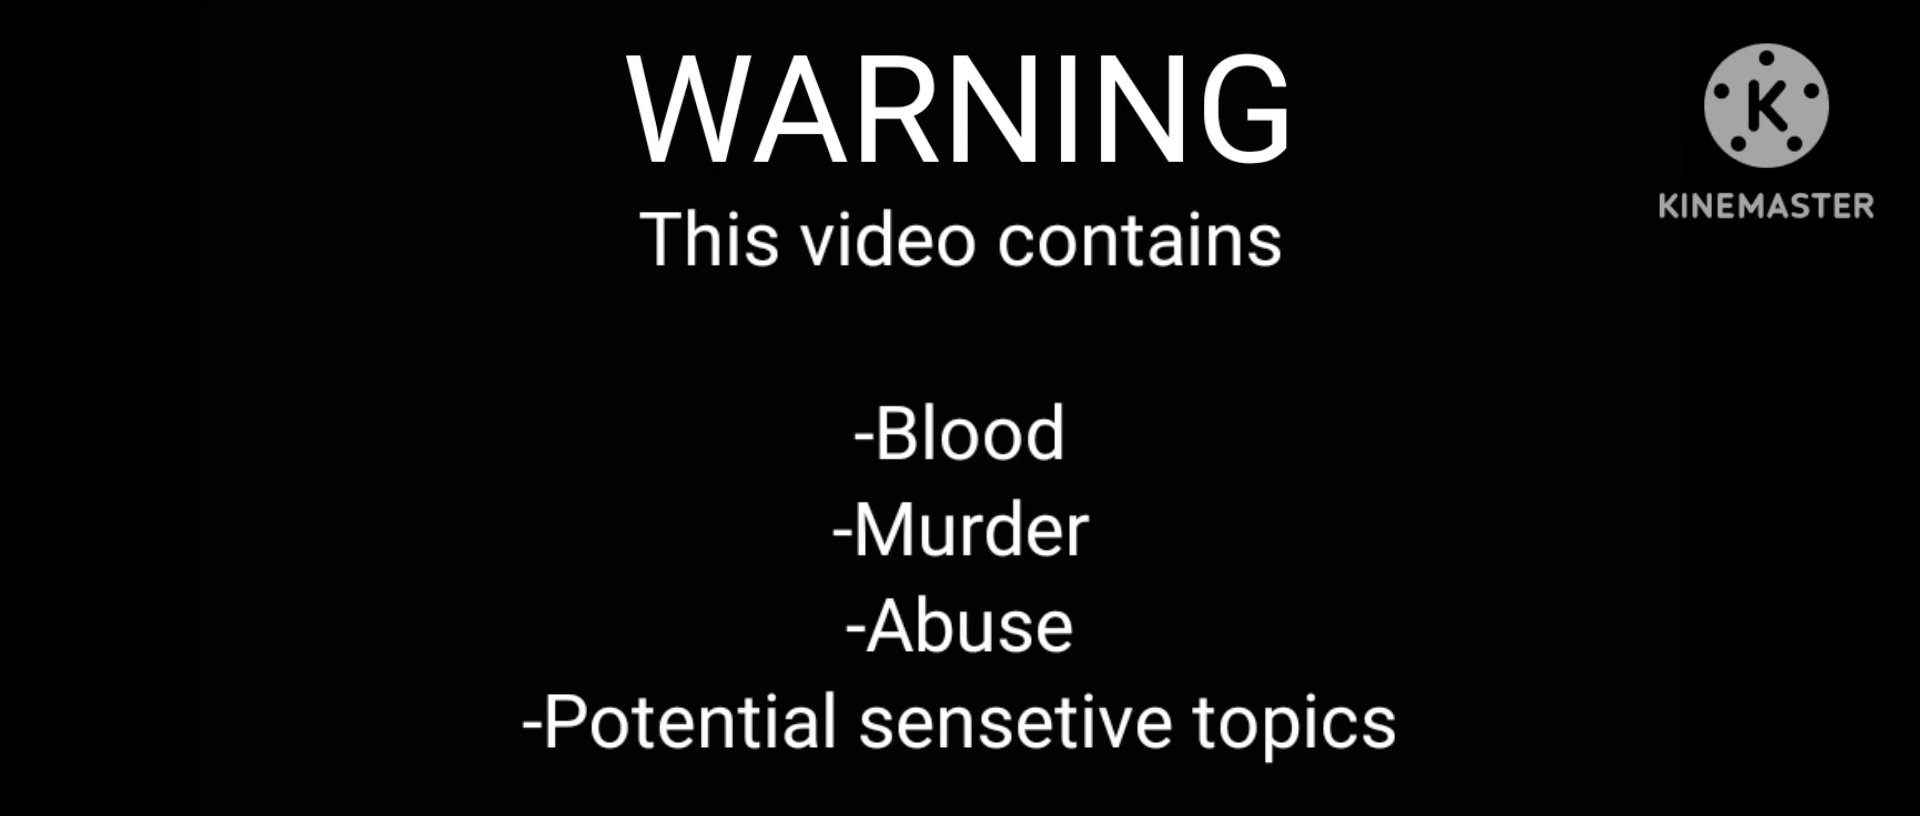 WARNING
This video contains
-Blood
-Murder
-Abuse
-Potential sensetive topics
K
KINEMASTER